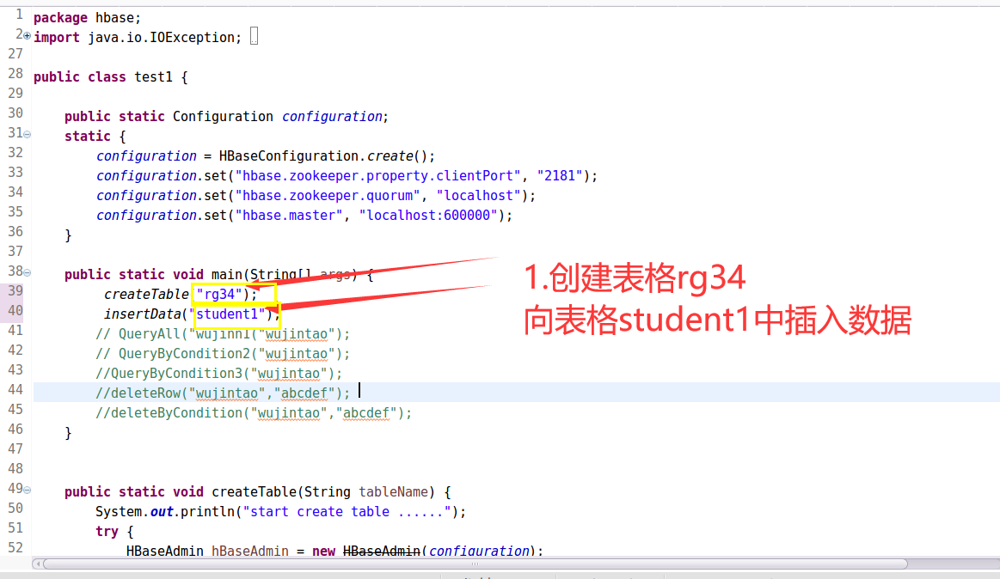 1 package hbase;
2 import java.io.IOException;
27
28 public class test1 {
29
30 public static Configuration configuration;
31 static {
32 configuration = HBaseConfiguration.create();
33 configuration.set("hbase.zookeeper.property.clientPort", "2181");
34 configuration.set("hbase.zookeeper.quorum", "localhost");
35 configuration.set("hbase.master", "localhost:600000");
36 }
37
38 public static void main(String[] args) {
39 createTable("rg34");
40 insertData("student1");
41 // QueryAll("wujinn1("wujintao");
42 // QueryByCondition2("wujintao");
43 //QueryByCondition3("wujintao");
44 //deleteRow("wujintao","abcdef");
45 //deleteByCondition("wujintao","abcdef");
46 }
47
48
49 public static void createTable(String tableName) {
50 System.out.println("start create table ......");
51 try {
52 HBaseAdmin hBaseAdmin = new HBaseAdmin(configuration);
1.创建表格rg34
向表格student1中插入数据